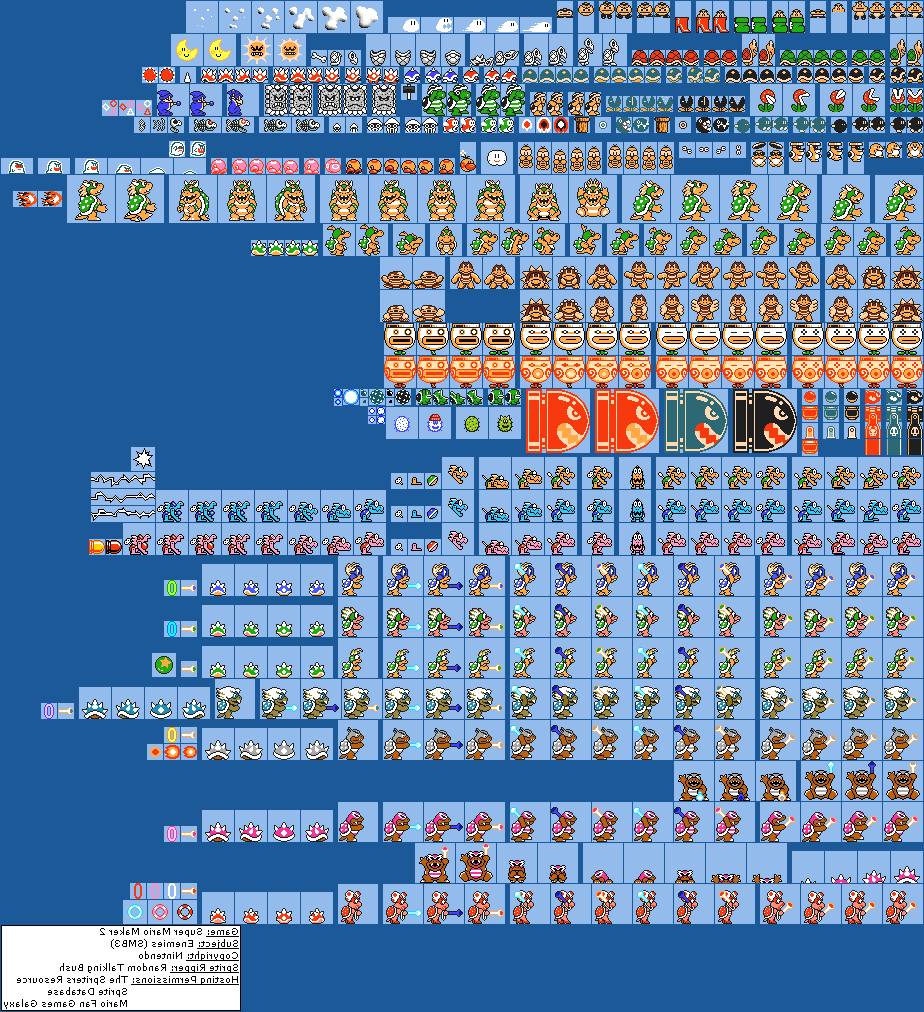 Game: Super Mario Maker 2
Subject: Enemies (SMB3)
Copyright: Nintendo
Sprite Ripper: Random Talking Bush
Hosting Permissions: The Spriters Resource
Sprite Database
Mario Fan Games Galaxy